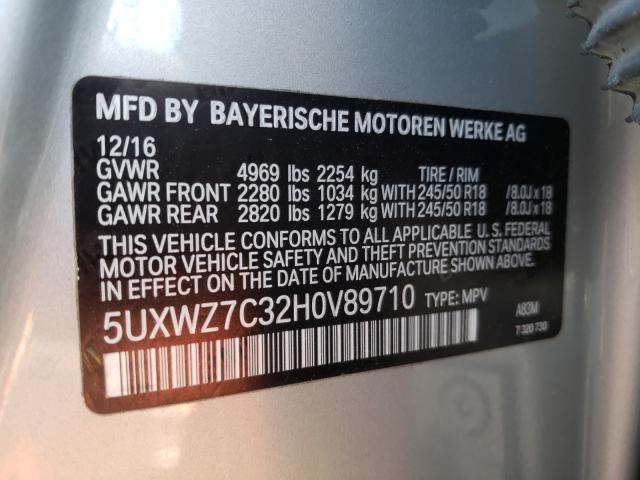 MFD BY BAYERISCHE MOTOREN WERKE AG
12/16
GVWR 4969 lbs 2254 kg TIRE / RIM
GAWR FRONT 2280 lbs 1034 kg WITH 245/50 R18 /8.0J x 18
GAWR REAR 2820 lbs 1279 kg WITH 245/50 R18 /8.0J x 18
THIS VEHICLE CONFORMS TO ALL APPLICABLE U.S. FEDERAL
MOTOR VEHICLE SAFETY AND THEFT PREVENTION STANDARDS
IN EFFECT ON THE DATE OF MANUFACTURE SHOWN ABOVE.
5UXWZ7C32H0V89710 TYPE: MPV A83M
7 320 730